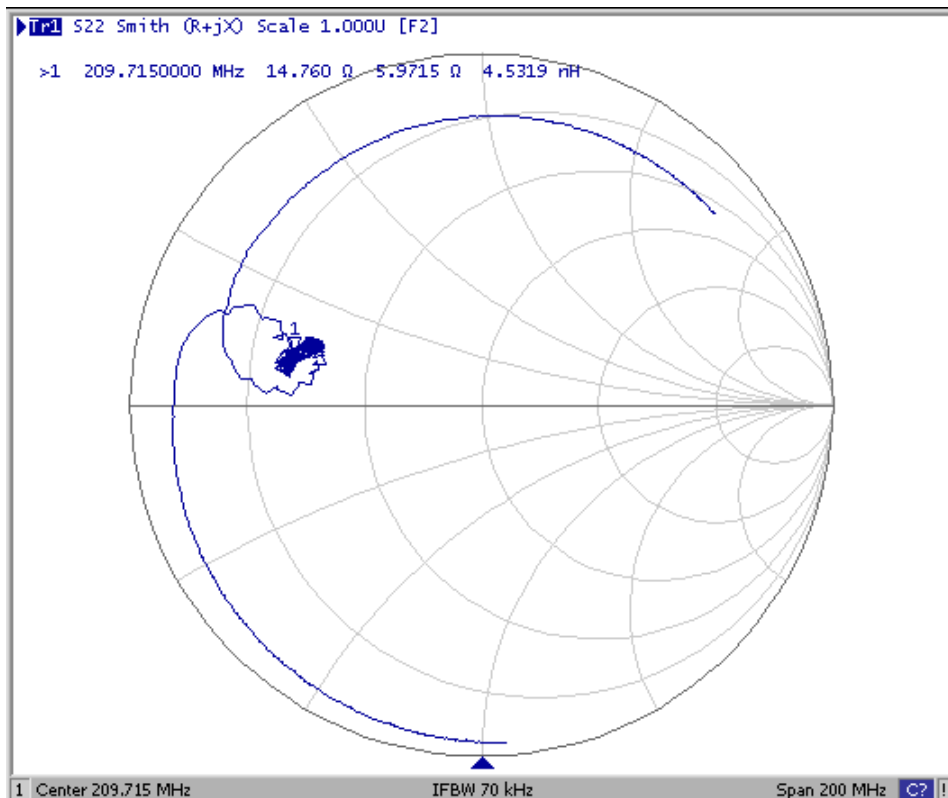 Tr1 S22 Smith (R+jX) Scale 1.000U [F2]
>1 209.7150000 MHz 14.760 Ω 5.9715 Ω 4.5319 nH
1
1 Center 209.715 MHz IFBW 70 kHz Span 200 MHz C? !